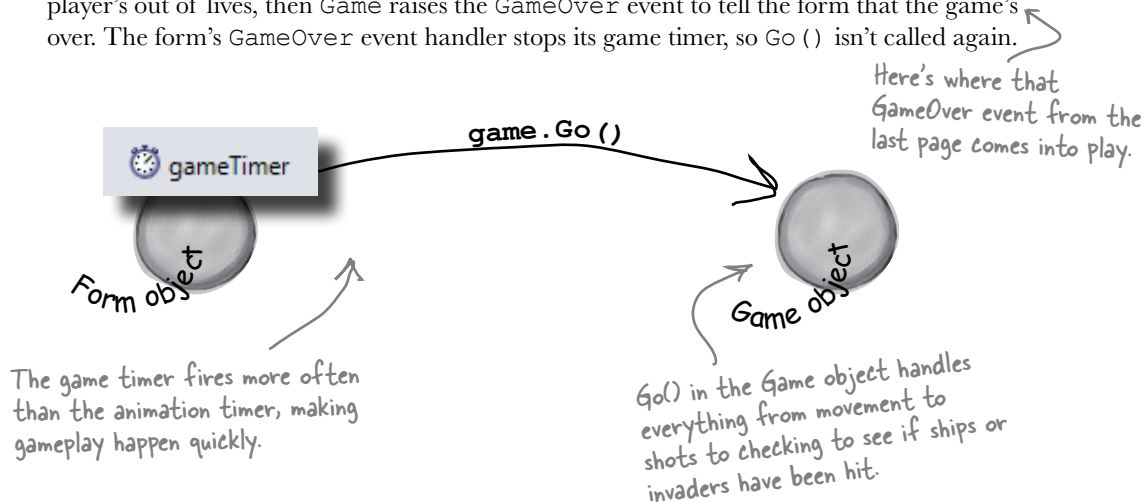 player's out of lives, then Game raises the GameOver event to tell the form that the game's
over. The form's GameOver event handler stops its game timer, so Go() isn't called again.
Here's where that
GameOver event from the
last page comes into play.
game.Go()
gameTimer
Form object
Game object
The game timer fires more often
than the animation timer, making
gameplay happen quickly.
Go() in the Game object handles
everything from movement to
shots to checking to see if ships or
invaders have been hit.